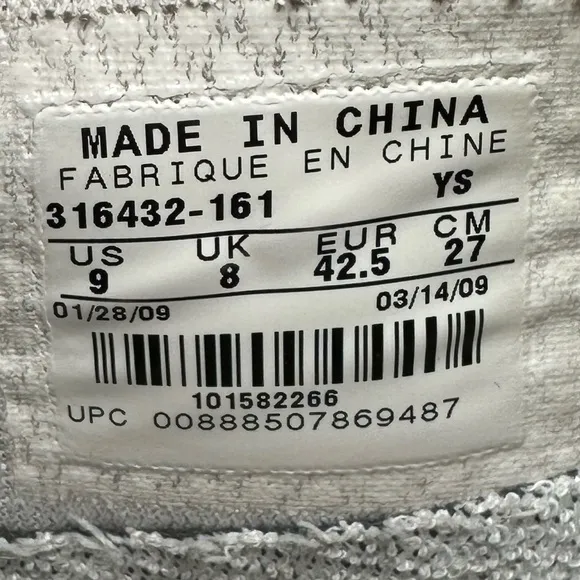 MADE IN CHINA
FABRIQUE EN CHINE
316432-161 YS
US UK EUR CM
9 8 42.5 27
01/28/09 03/14/09
101582266
UPC 00888507869487